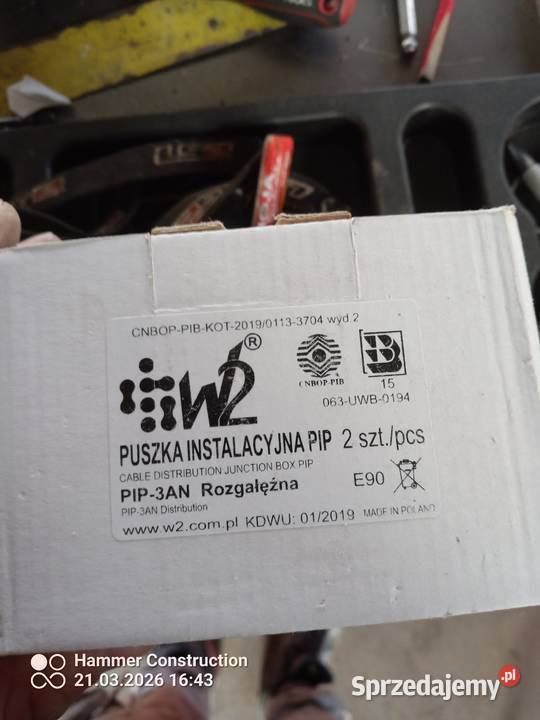 CNBOP-PIB-KOT-2019/0113-3704 wyd.2
W2®
CNBOP-PIB
B
15
063-UWB-0194
PUSZKA INSTALACYJNA PIP 2 szt./pcs
CABLE DISTRIBUTION JUNCTION BOX PIP
PIP-3AN Rozgałęźna
E90
PIP-3AN Distribution
www.w2.com.pl KDWU: 01/2019 MADE IN POLAND
Hammer Construction
21.03.2026 16:43
Sprzedajemy.pl